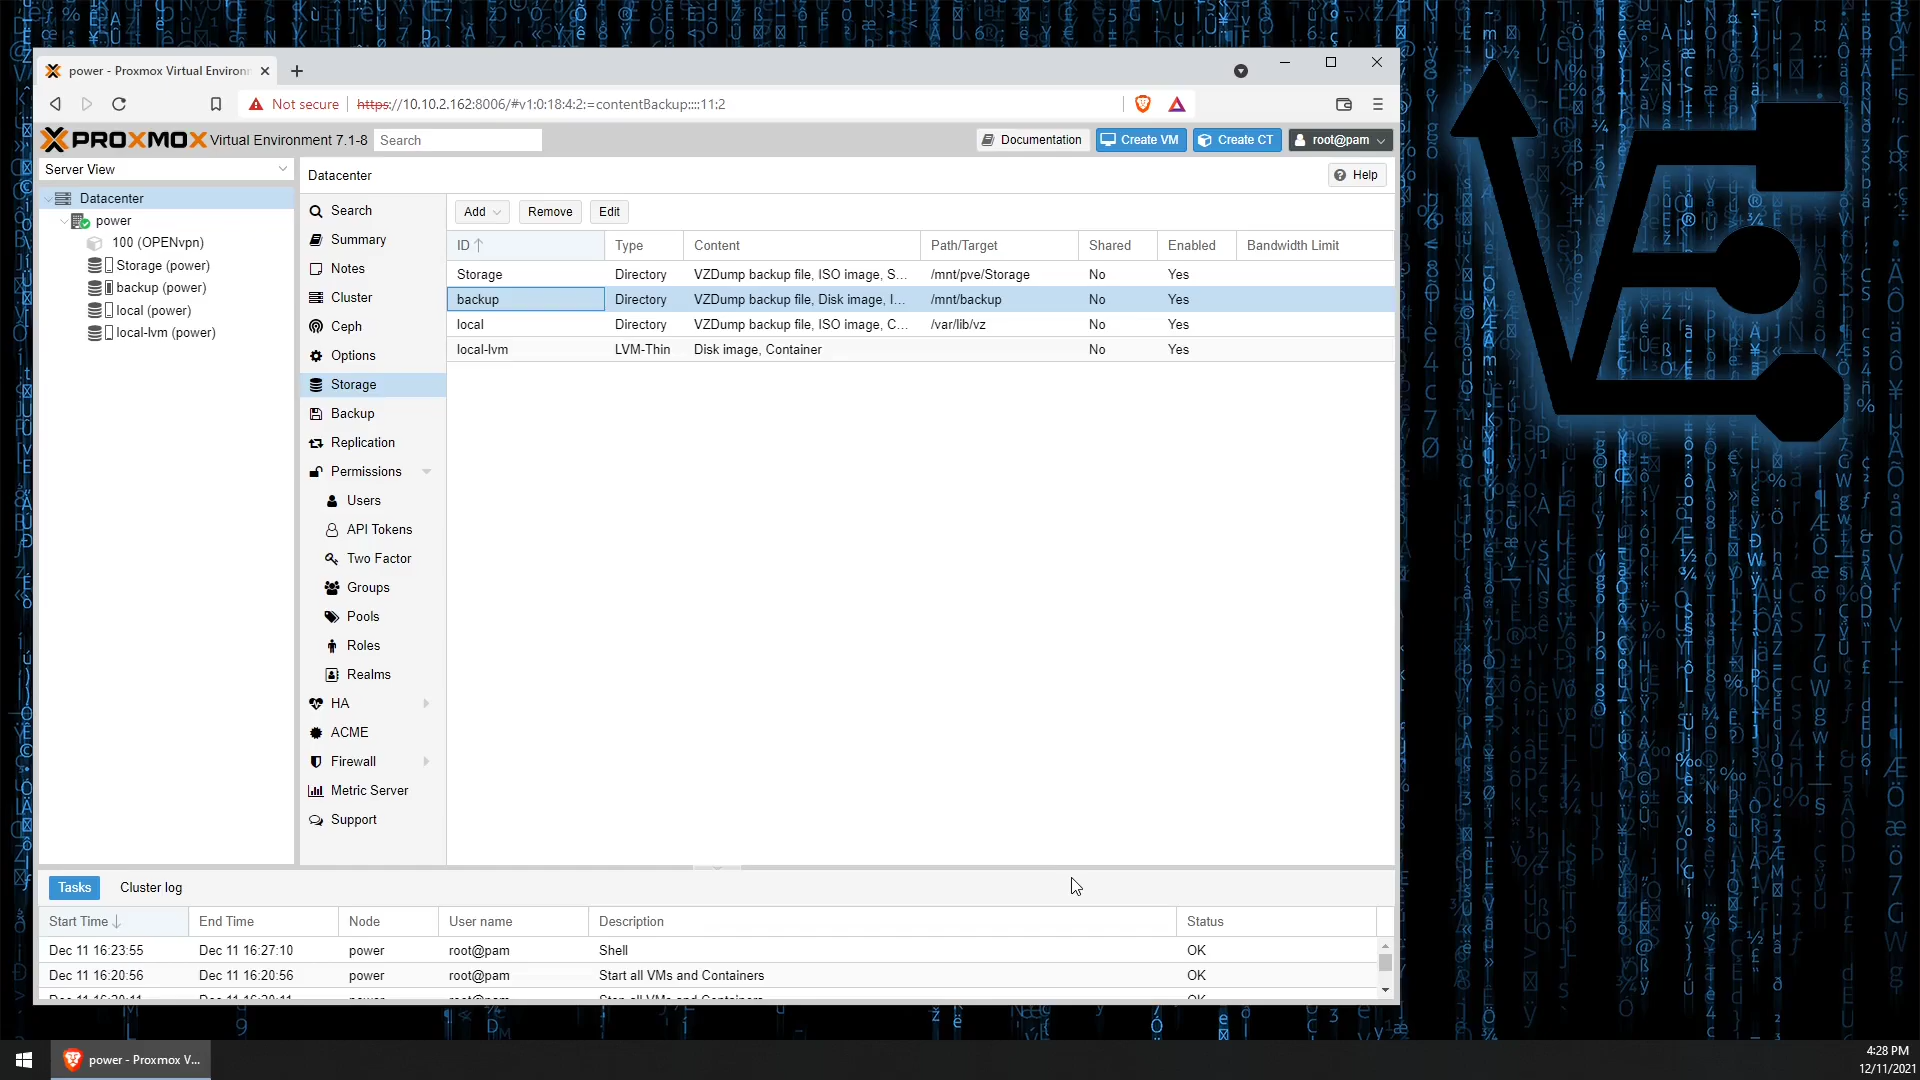 power - Proxmox Virtual Environn
Not secure
https://10.10.2.162:8006/#v1:0:18:4:2:=contentBackup::::11:2
PROXMOX Virtual Environment 7.1-8
Search
Documentation
Create VM
Create CT
root@pam
Server View
Datacenter
power
100 (OPENvpn)
Storage (power)
backup (power)
local (power)
local-lvm (power)
Datacenter
Help
Search
Summary
Notes
Cluster
Ceph
Options
Storage
Backup
Replication
Permissions
Users
API Tokens
Two Factor
Groups
Pools
Roles
Realms
HA
ACME
Firewall
Metric Server
Support
Add
Remove
Edit
ID Type Content Path/Target Shared Enabled Bandwidth Limit
Storage Directory VZDump backup file, ISO image, S... /mnt/pve/Storage No Yes
backup Directory VZDump backup file, Disk image, I... /mnt/backup No Yes
local Directory VZDump backup file, ISO image, C... /var/lib/vz No Yes
local-lvm LVM-Thin Disk image, Container No Yes
Tasks
Cluster log
Start Time End Time Node User name Description Status
Dec 11 16:23:55 Dec 11 16:27:10 power root@pam Shell OK
Dec 11 16:20:56 Dec 11 16:20:56 power root@pam Start all VMs and Containers OK
power - Proxmox V...
4:28 PM
12/11/2021